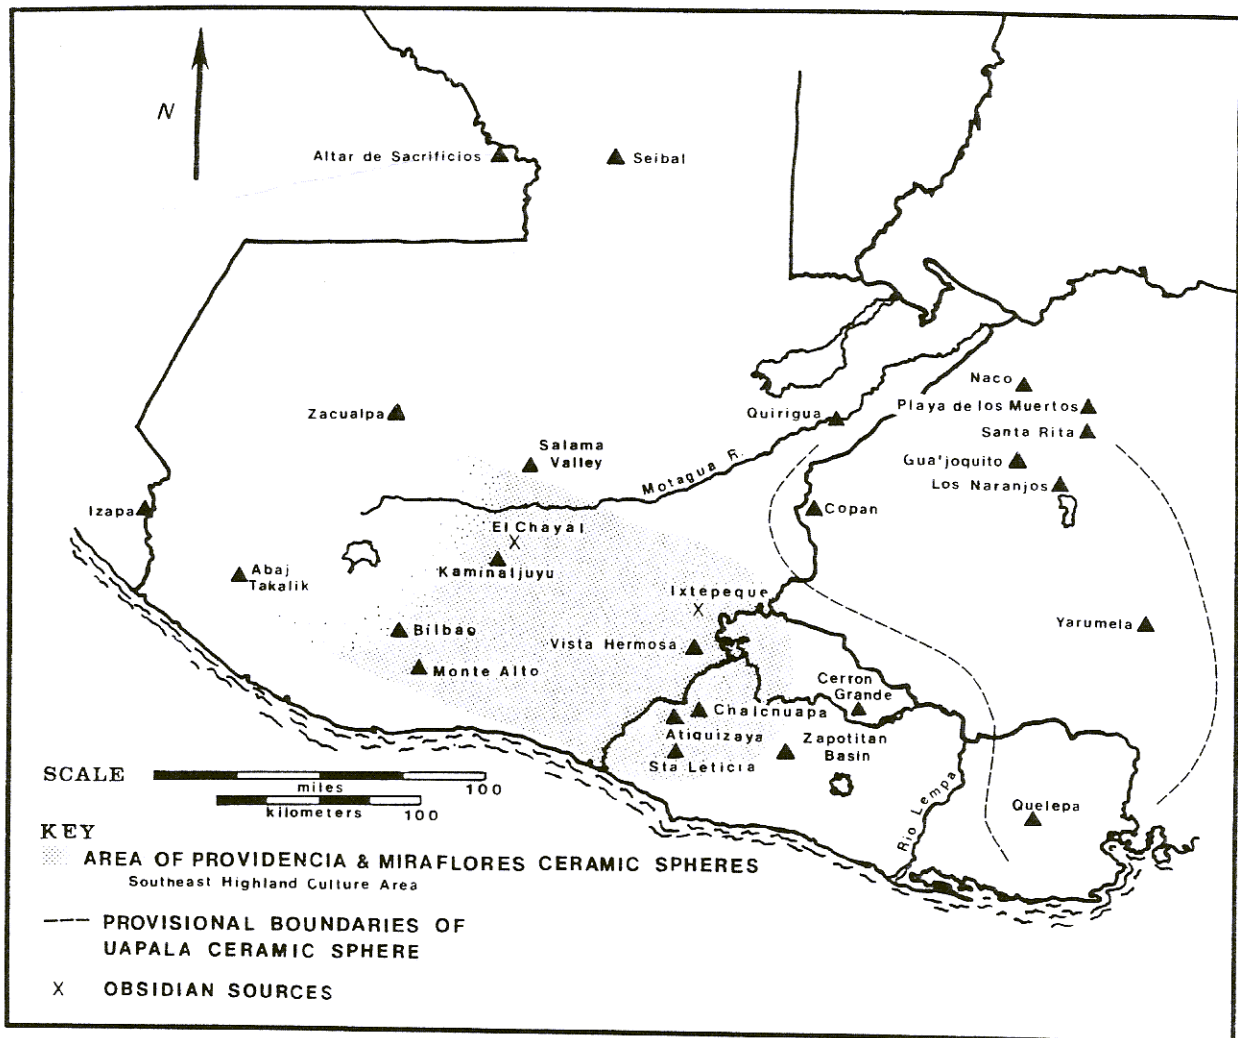 N
Altar de Sacrificios
Seibal
Zacualpa
Quirigua
Naco
Playa de los Muertos
Santa Rita
Gua'joquito
Los Naranjos
Salama
Valley
Motagua R.
Izapa
Copan
El Chayal
X
Kaminaljuyu
Abaj
Takalik
Ixtepeque
X
Bilbao
Vista Hermosa
Yarumela
Monte Alto
Cerron
Grande
Chalcnuapa
Atiquizaya
Zapotitan
Basin
Sta Leticia
Rio Lempa
Quelepa
SCALE
miles
100
kilometers
100
KEY
AREA OF PROVIDENCIA & MIRAFLORES CERAMIC SPHERES
Southeast Highland Culture Area
PROVISIONAL BOUNDARIES OF
UAPALA CERAMIC SPHERE
X OBSIDIAN SOURCES